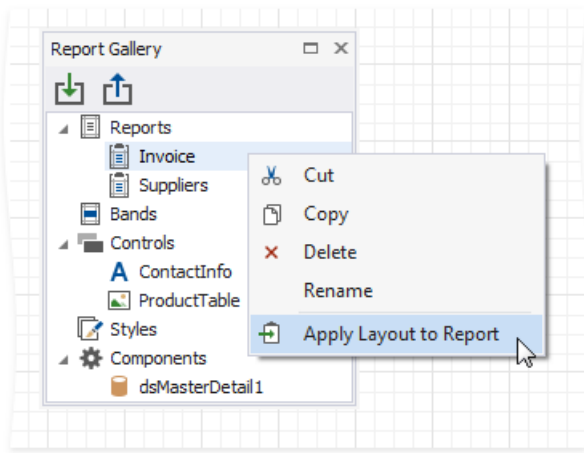 Report Gallery
Reports
Invoice
Suppliers
Bands
Controls
ContactInfo
ProductTable
Styles
Components
dsMasterDetail1
Cut
Copy
Delete
Rename
Apply Layout to Report